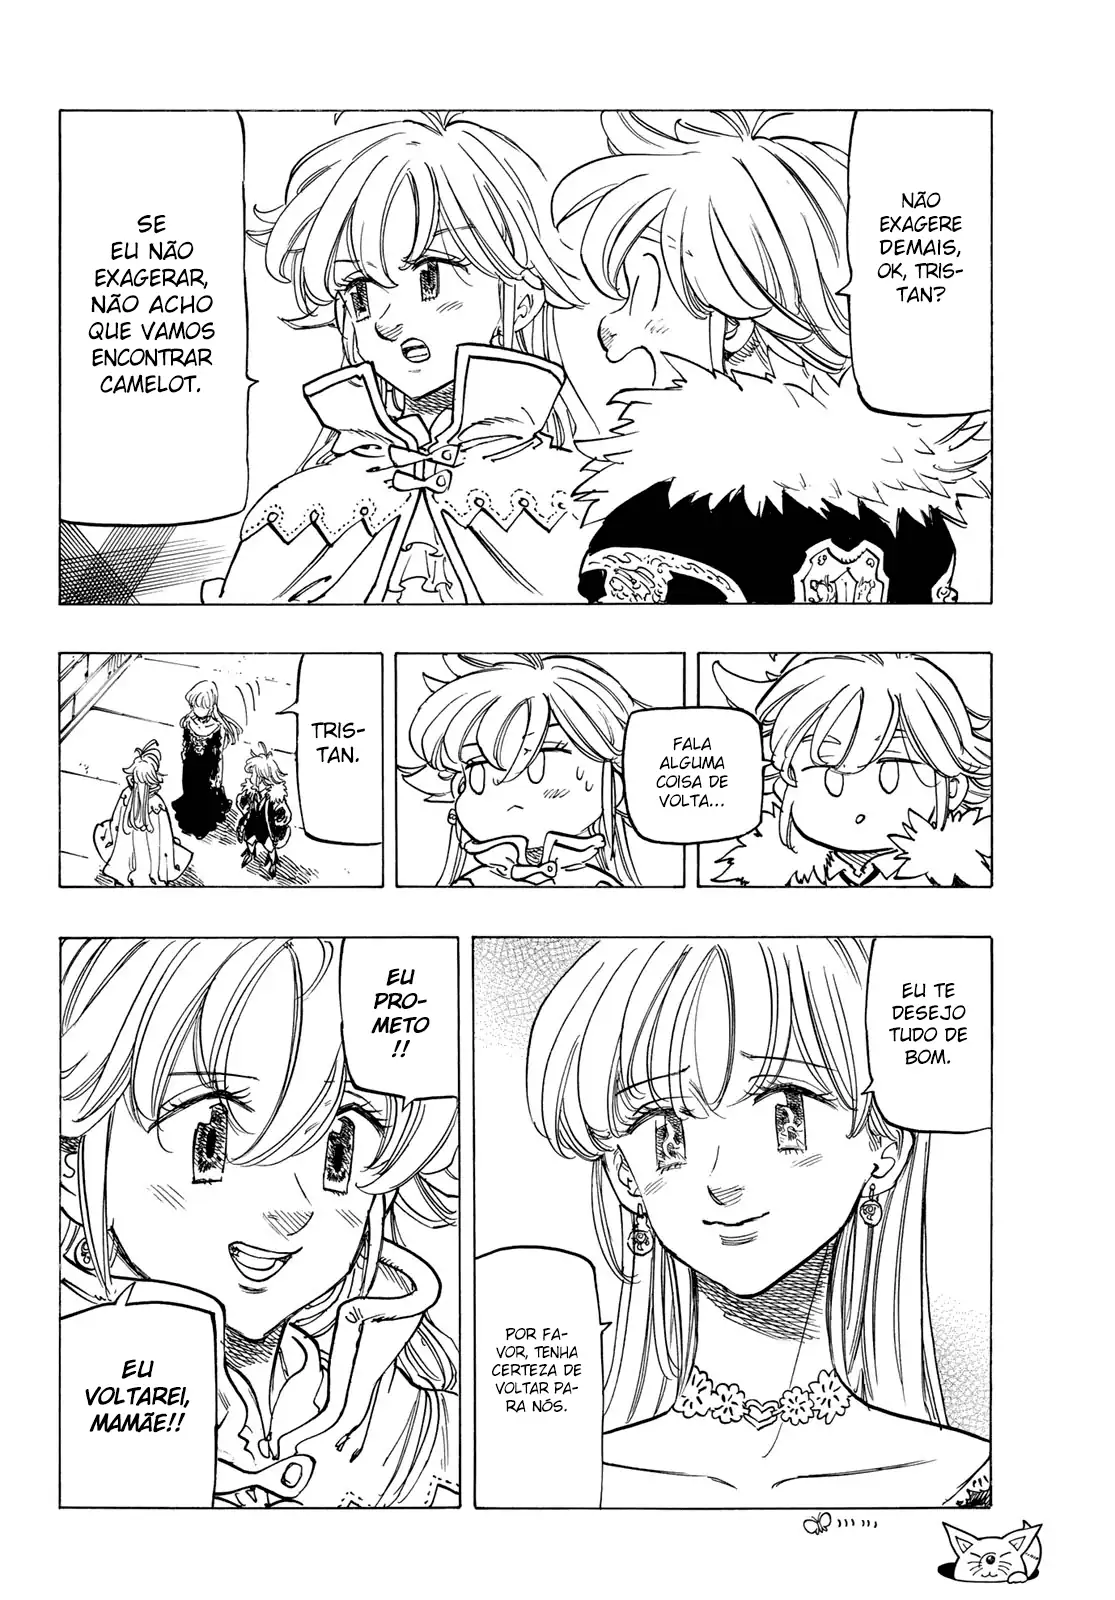 NÃO
EXAGERE
DEMAIS,
OK, TRIS-
TAN?
SE
EU NÃO
EXAGERAR,
NÃO ACHO
QUE VAMOS
ENCONTRAR
CAMELOT.
FALA
ALGUMA
COISA DE
VOLTA...
TRIS-
TAN.
EU TE
DESEJO
TUDO DE
BOM.
POR FA-
VOR, TENHA
CERTEZA DE
VOLTAR PA-
RA NÓS.
EU
PRO-
METO
!!
EU
VOLTAREI,
MAMÃE!!